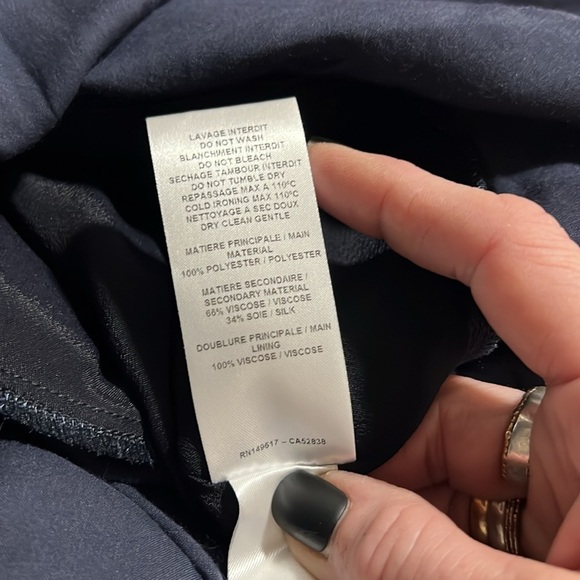 LAVAGE INTERDIT
DO NOT WASH
BLANCHIMENT INTERDIT
DO NOT BLEACH
SECHAGE TAMBOUR INTERDIT
DO NOT TUMBLE DRY
REPASSAGE MAX A 110°C
COLD IRONING MAX 110°C
NETTOYAGE A SEC DOUX
DRY CLEAN GENTLE
MATIERE PRINCIPALE / MAIN
MATERIAL
100% POLYESTER / POLYESTER
MATIERE SECONDAIRE /
SECONDARY MATERIAL
66% VISCOSE / VISCOSE
34% SOIE / SILK
DOUBLURE PRINCIPALE / MAIN
LINING
100% VISCOSE / VISCOSE
RN149617 – CA52838